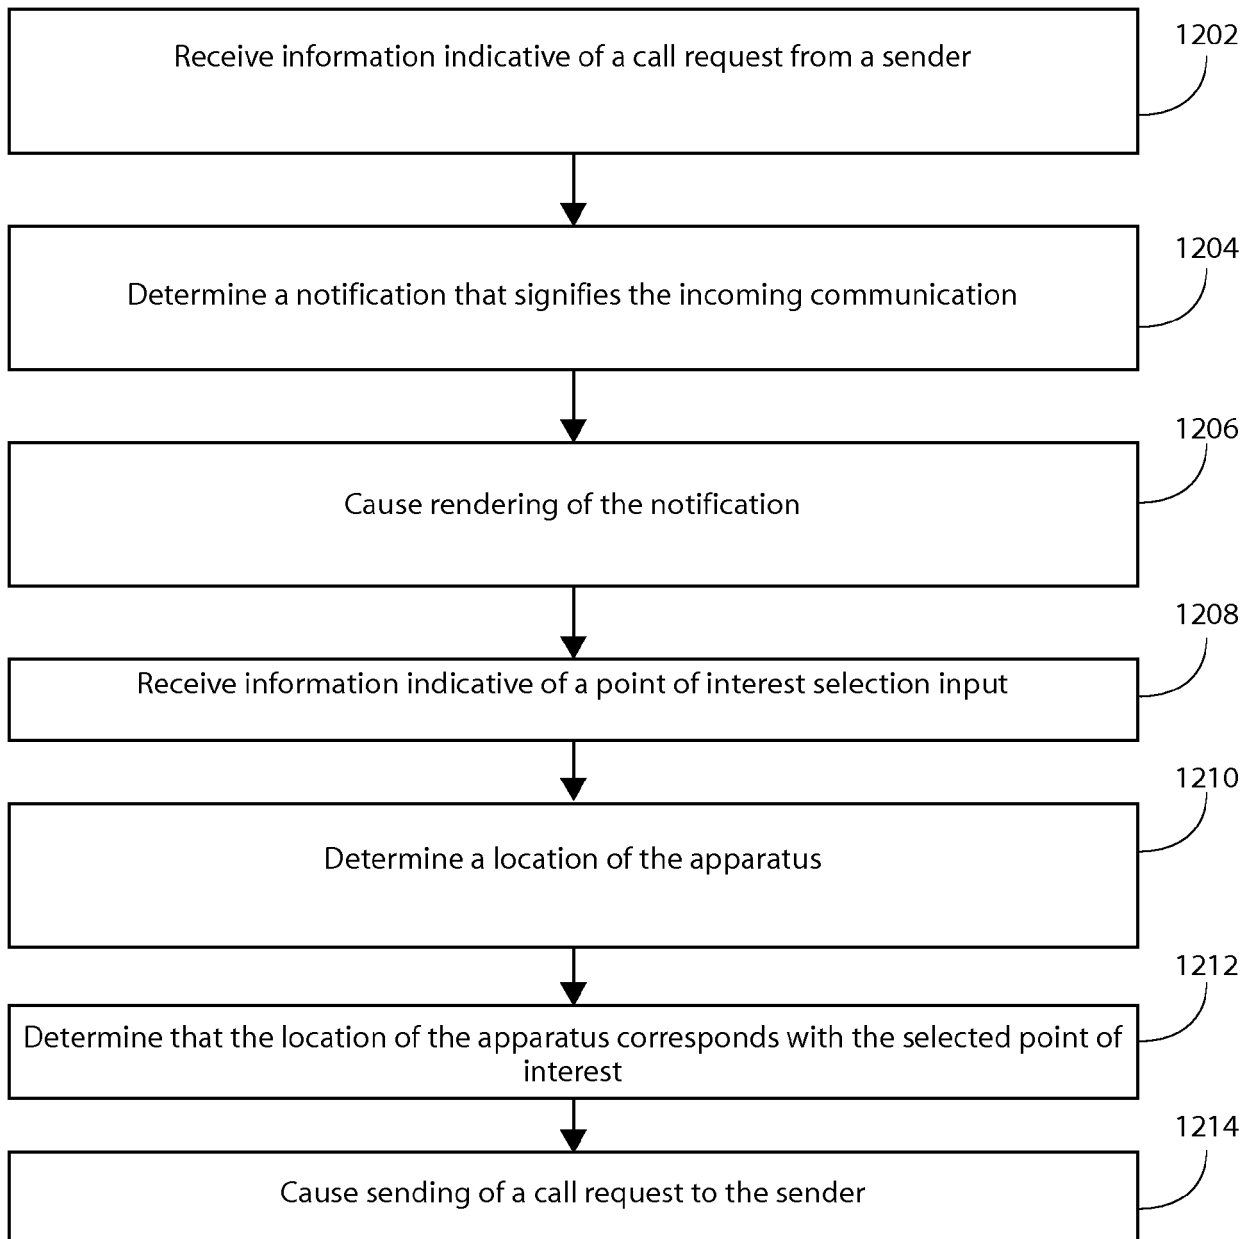 Receive information indicative of a call request from a sender
1202
Determine a notification that signifies the incoming communication
1204
Cause rendering of the notification
1206
Receive information indicative of a point of interest selection input
1208
Determine a location of the apparatus
1210
Determine that the location of the apparatus corresponds with the selected point of
interest
1212
Cause sending of a call request to the sender
1214